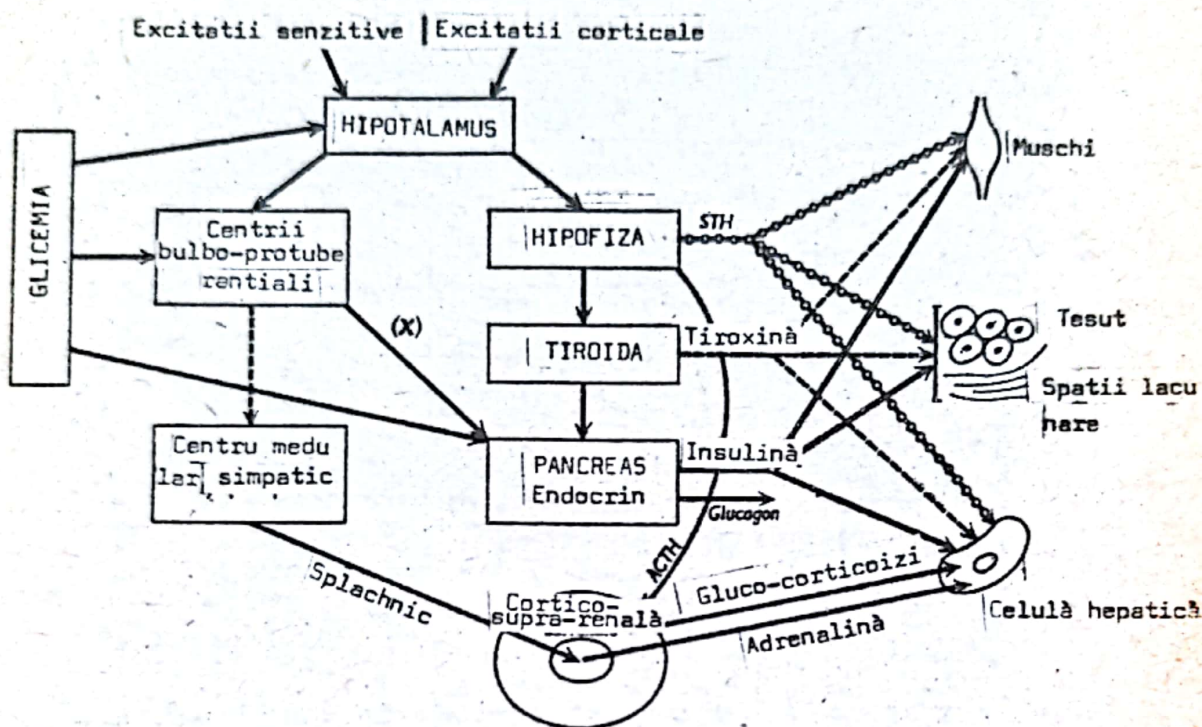 Excitatii senzitive
Excitatii corticale
HIPOTALAMUS
GLICEMIA
Muschi
Centrii
bulbo-protube
rentiali
HIPOFIZA
STH
(X)
TIROIDA
Tiroxinà
Tesut
Spatii lacu
nare
Centru medu
lar simpatic
PANCREAS
Endocrin
Insulinà
Glucagon
Splachnic
ACTH
Cortico-
supra-renalà
Gluco-corticoizi
Adrenalinà
Celulà hepaticà